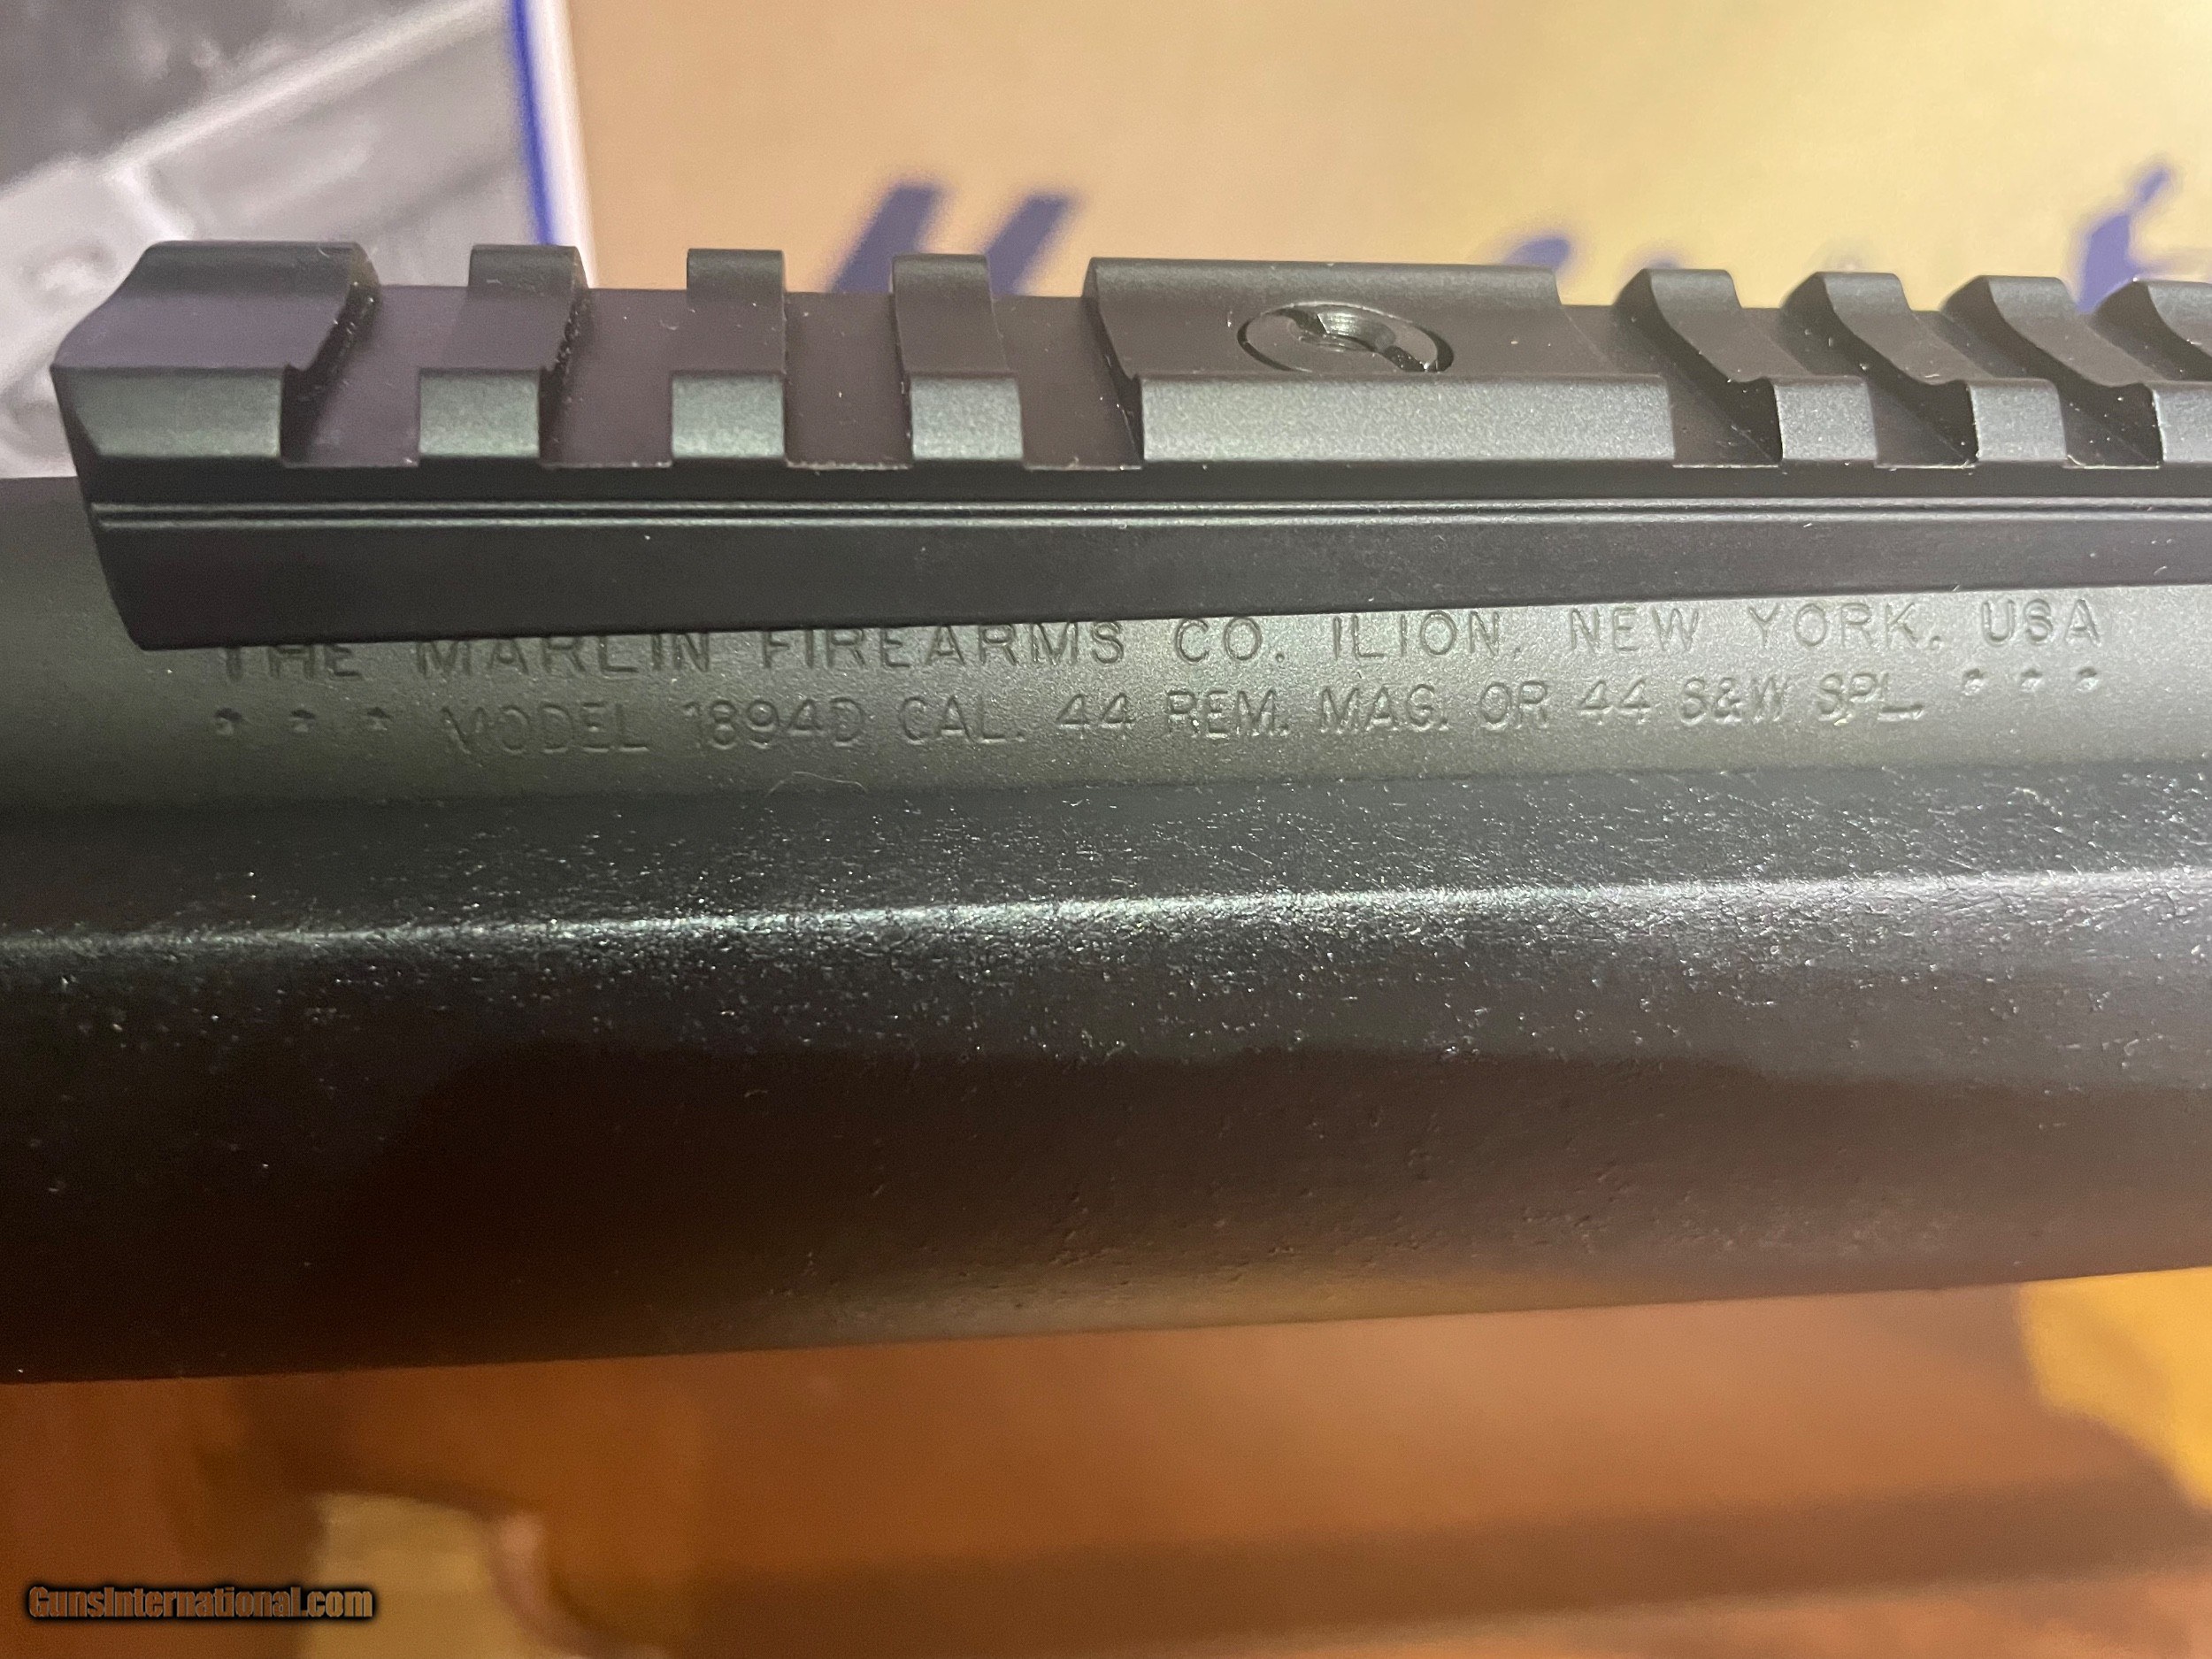 THE MARLIN FIREARMS CO. ILION, NEW YORK, USA
• • • MODEL 1894D CAL. 44 REM. MAG. OR 44 S&W SPL. • • •
GunsInternational.com